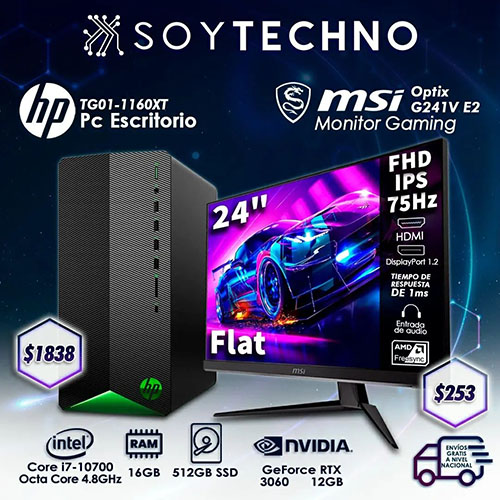 SOYTECHNO
hp
TG01-1160XT
Pc Escritorio
msi
Optix
G241V E2
Monitor Gaming
24"
FHD
IPS
75Hz
HDMI
DisplayPort 1.2
TIEMPO DE
RESPUESTA
DE 1ms
Entrada
de audio
AMD
Freesync
Flat
msi
hp
$1838
$253
intel
Core i7-10700
Octa Core 4.8GHz
RAM
16GB
512GB SSD
NVIDIA.
GeForce RTX
3060 12GB
ENVÍOS
GRATIS
A NIVEL
NACIONAL